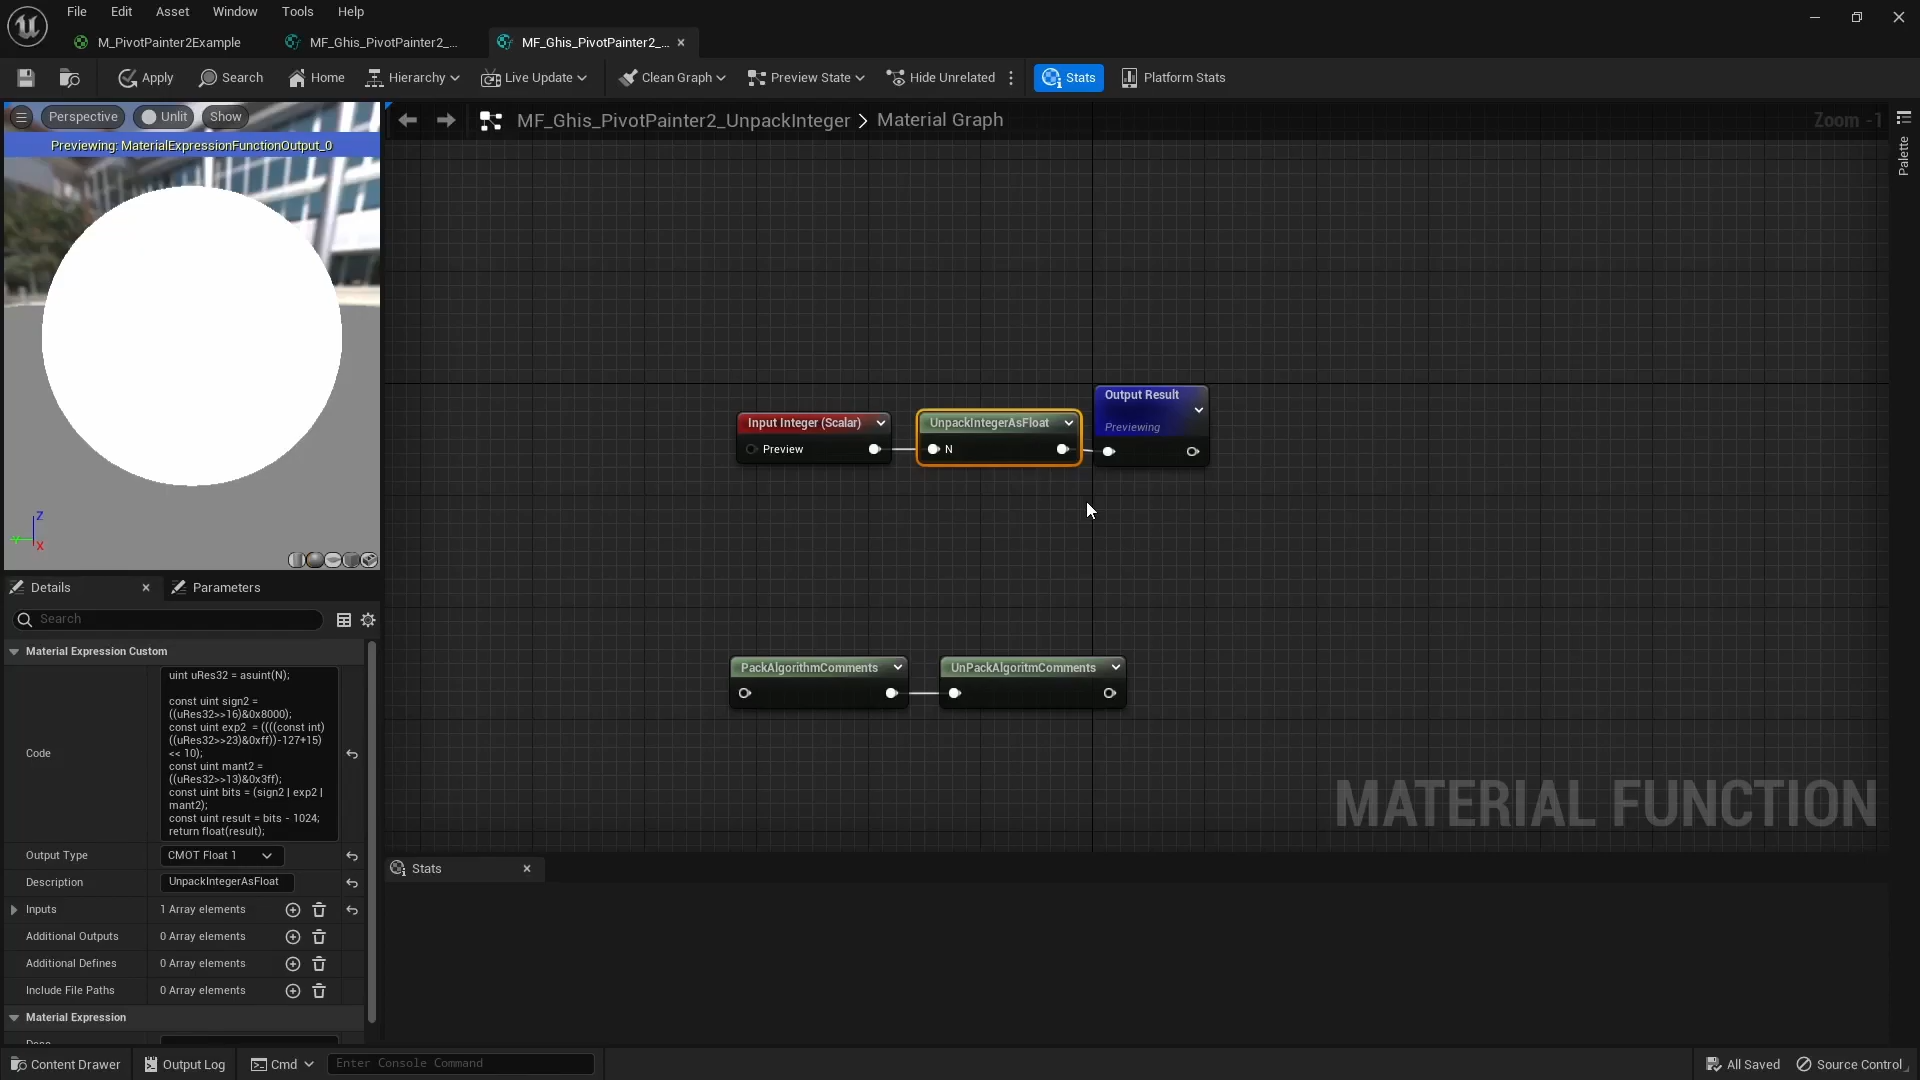 File Edit Asset Window Tools Help
M_PivotPainter2Example MF_Ghis_PivotPainter2_... MF_Ghis_PivotPainter2_...
Apply Search Home Hierarchy Live Update Clean Graph Preview State Hide Unrelated Stats Platform Stats
Perspective Unlit Show
Previewing: MaterialExpressionFunctionOutput_0
MF_Ghis_PivotPainter2_UnpackInteger > Material Graph
Zoom -1
Palette
Input Integer (Scalar)
Preview
UnpackIntegerAsFloat
N
Output Result
Previewing
PackAlgorithmComments
UnPackAlgoritmComments
MATERIAL FUNCTION
Z
Y
X
Details Parameters
Search
Material Expression Custom
Code
uint uRes32 = asuint(N);
const uint sign2 =
((uRes32>>16)&0x8000);
const uint exp2 = ((((const int)
((uRes32>>23)&0xff))-127+15)
<< 10);
const uint mant2 =
((uRes32>>13)&0x3ff);
const uint bits = (sign2 | exp2 |
mant2);
const uint result = bits - 1024;
return float(result);
Output Type CMOT Float 1
Description UnpackIntegerAsFloat
Inputs 1 Array elements
Additional Outputs 0 Array elements
Additional Defines 0 Array elements
Include File Paths 0 Array elements
Material Expression
Stats
Content Drawer Output Log Cmd Enter Console Command All Saved Source Control